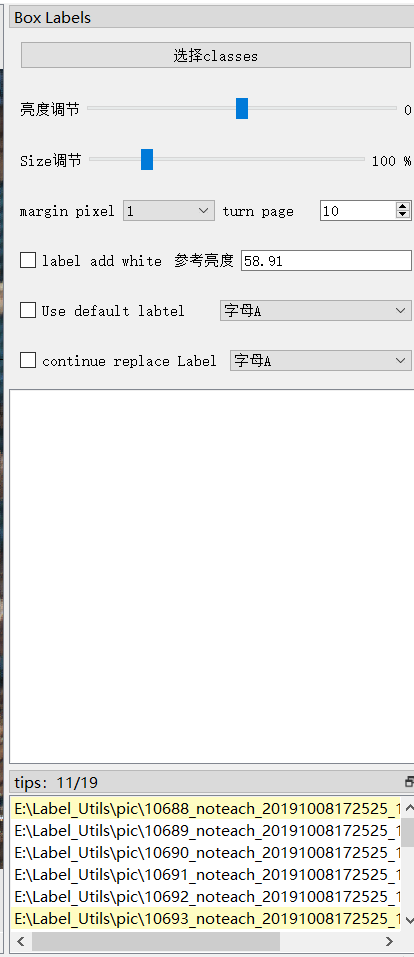 Box Labels
选择classes
亮度调节 0
Size调节 100 %
margin pixel 1 turn page 10
label add white 参考亮度 58.91
Use default labtel 字母A
continue replace Label 字母A
tips: 11/19
E:\Label_Utils\pic\10688_noteach_20191008172525_1
E:\Label_Utils\pic\10689_noteach_20191008172525_1
E:\Label_Utils\pic\10690_noteach_20191008172525_1
E:\Label_Utils\pic\10691_noteach_20191008172525_1
E:\Label_Utils\pic\10692_noteach_20191008172525_1
E:\Label_Utils\pic\10693_noteach_20191008172525_1